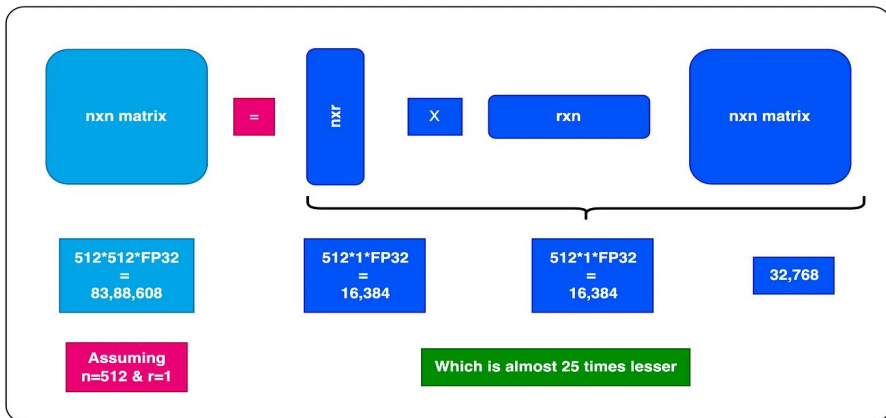 nxn matrix
=
nxr
X
rxn
nxn matrix
512*512*FP32
=
83,88,608
512*1*FP32
=
16,384
512*1*FP32
=
16,384
32,768
Assuming
n=512 & r=1
Which is almost 25 times lesser